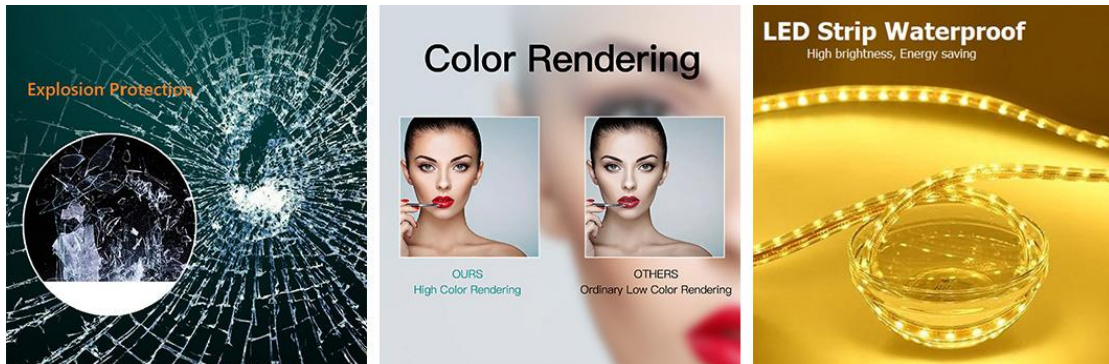 Explosion Protection
Color Rendering
OURS
High Color Rendering
OTHERS
Ordinary Low Color Rendering
LED Strip Waterproof
High brightness, Energy saving